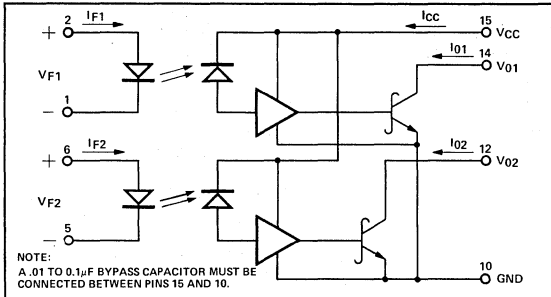 2 IF1 ICC 15
+ VCC
I01 14
VF1 V01
1
−
6 IF2 I02 12
+ V02
VF2
5
−
NOTE: 10
A .01 TO 0.1μF BYPASS CAPACITOR MUST BE GND
CONNECTED BETWEEN PINS 15 AND 10.